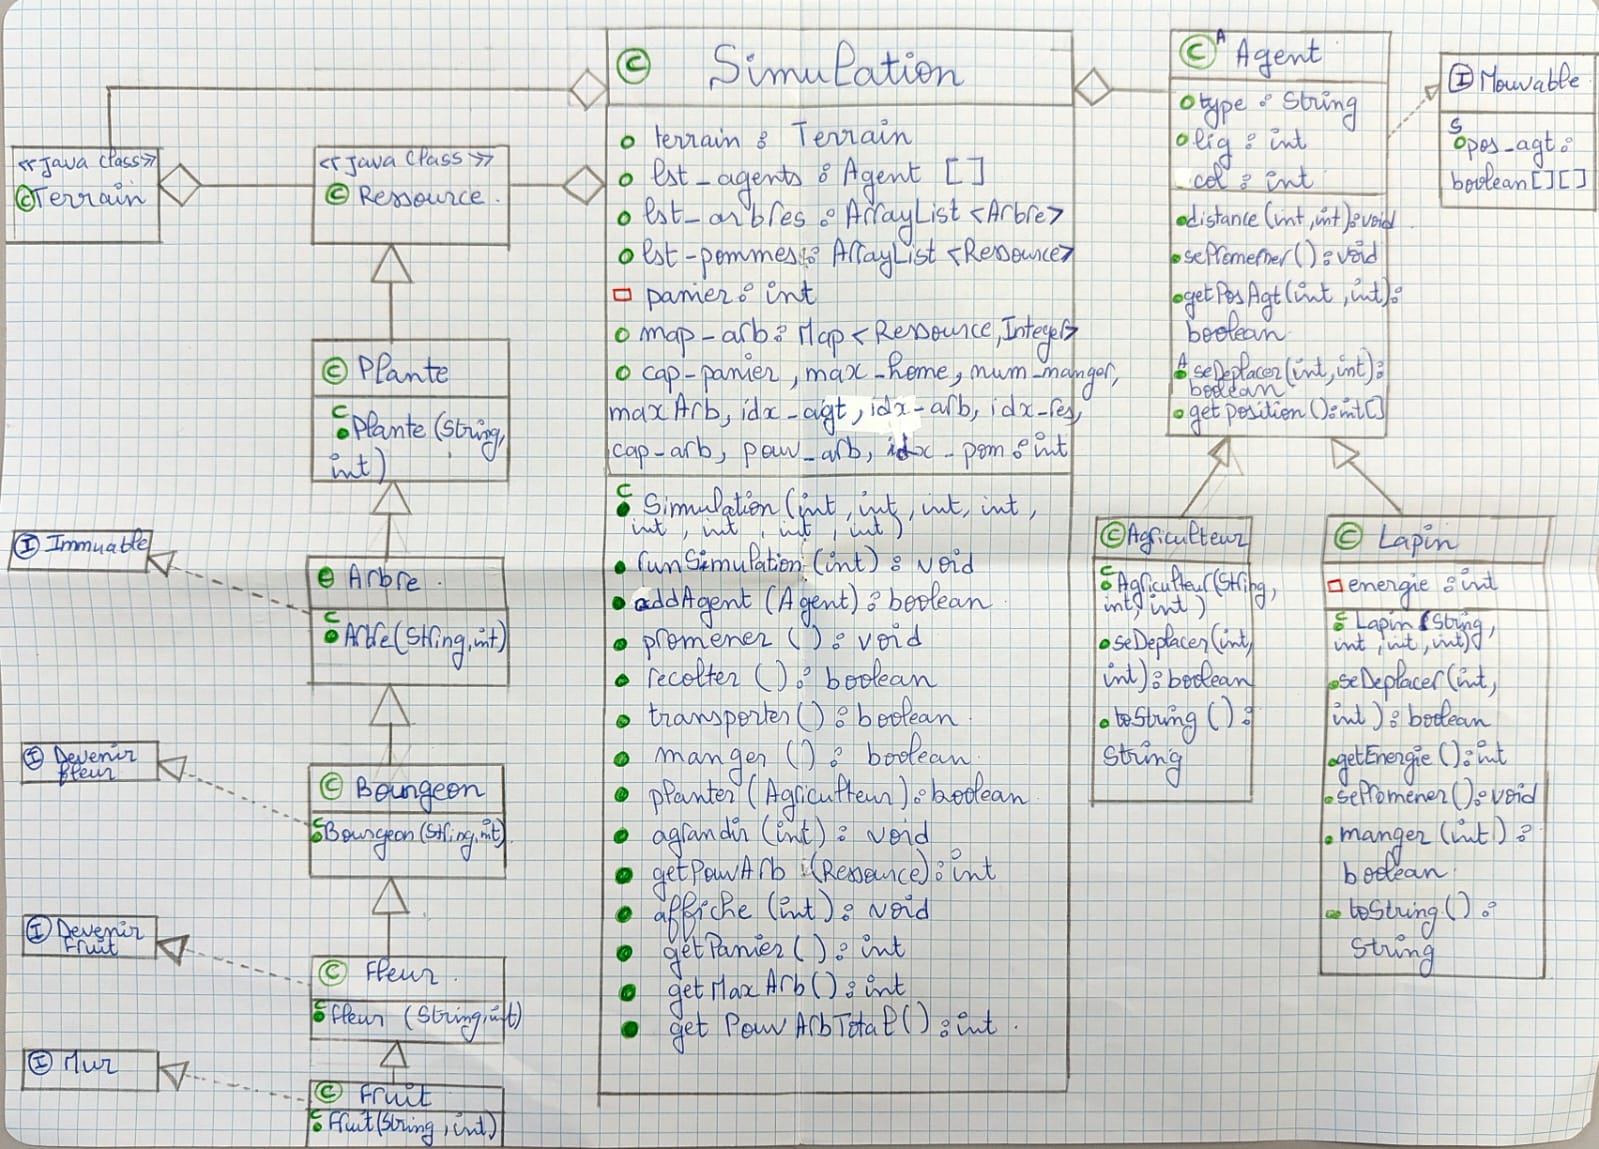 <<Java Class>>
C Terrain
<<Java Class>>
C Ressource
C Plante
C
Plante (String,
int)
I Immuable
C Arbre
C
Arbre (String, int)
I Devenir
fleur
C Bourgeon
C
Bourgeon (String, int)
I Devenir
Fruit
C Fleur
C
Fleur (String, int)
I Mur
C Fruit
C
Fruit (String, int)
C Simulation
terrain : Terrain
lst_agents : Agent []
lst_arbres : ArrayList <Arbre>
lst_pommes : ArrayList <Ressource>
panier : int
map_arb : Map <Ressource, Integer>
cap_panier, max_home, num_manger,
maxArb, idx_agt, idx_arb, idx_res,
cap_arb, pouv_arb, idx_pom : int
C
Simulation (int, int, int, int,
int, int, int, int)
runSimulation (int) : void
addAgent (Agent) : boolean
promener () : void
recolter () : boolean
transporter () : boolean
manger () : boolean
planter (Agriculteur) : boolean
agrandir (int) : void
getPouvArb (Ressource) : int
affiche (int) : void
getPanier () : int
getMaxArb () : int
get PouvArbTotal () : int
C A Agent
type : String
lig : int
col : int
distance (int, int) : void
sePromener () : void
getPosAgt (int, int) :
boolean
A
seDeplacer (int, int) :
boolean
getposition () : int []
I Mouvable
S
pos_agt :
boolean [] []
C Agriculteur
C
Agriculteur (String,
int, int)
seDeplacer (int,
int) : boolean
toString () :
String
C Lapin
energie : int
C
Lapin (String,
int, int, int)
seDeplacer (int,
int) : boolean
getEnergie () : int
sePromener () : void
manger (int) :
boolean
toString () :
String